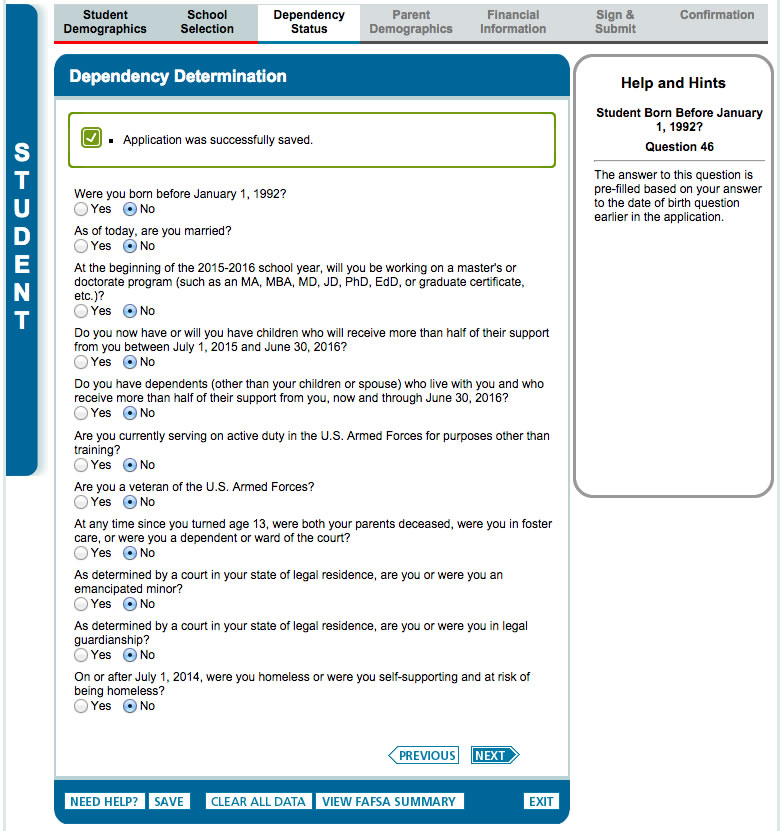 Student Demographics
School Selection
Dependency Status
Parent Demographics
Financial Information
Sign & Submit
Confirmation
STUDENT
Dependency Determination
Application was successfully saved.
Were you born before January 1, 1992?
Yes No
As of today, are you married?
Yes No
At the beginning of the 2015-2016 school year, will you be working on a master's or
doctorate program (such as an MA, MBA, MD, JD, PhD, EdD, or graduate certificate,
etc.)?
Yes No
Do you now have or will you have children who will receive more than half of their support
from you between July 1, 2015 and June 30, 2016?
Yes No
Do you have dependents (other than your children or spouse) who live with you and who
receive more than half of their support from you, now and through June 30, 2016?
Yes No
Are you currently serving on active duty in the U.S. Armed Forces for purposes other than
training?
Yes No
Are you a veteran of the U.S. Armed Forces?
Yes No
At any time since you turned age 13, were both your parents deceased, were you in foster
care, or were you a dependent or ward of the court?
Yes No
As determined by a court in your state of legal residence, are you or were you an
emancipated minor?
Yes No
As determined by a court in your state of legal residence, are you or were you in legal
guardianship?
Yes No
On or after July 1, 2014, were you homeless or were you self-supporting and at risk of
being homeless?
Yes No
PREVIOUS NEXT
NEED HELP? SAVE CLEAR ALL DATA VIEW FAFSA SUMMARY EXIT
Help and Hints
Student Born Before January
1, 1992?
Question 46
The answer to this question is
pre-filled based on your answer
to the date of birth question
earlier in the application.